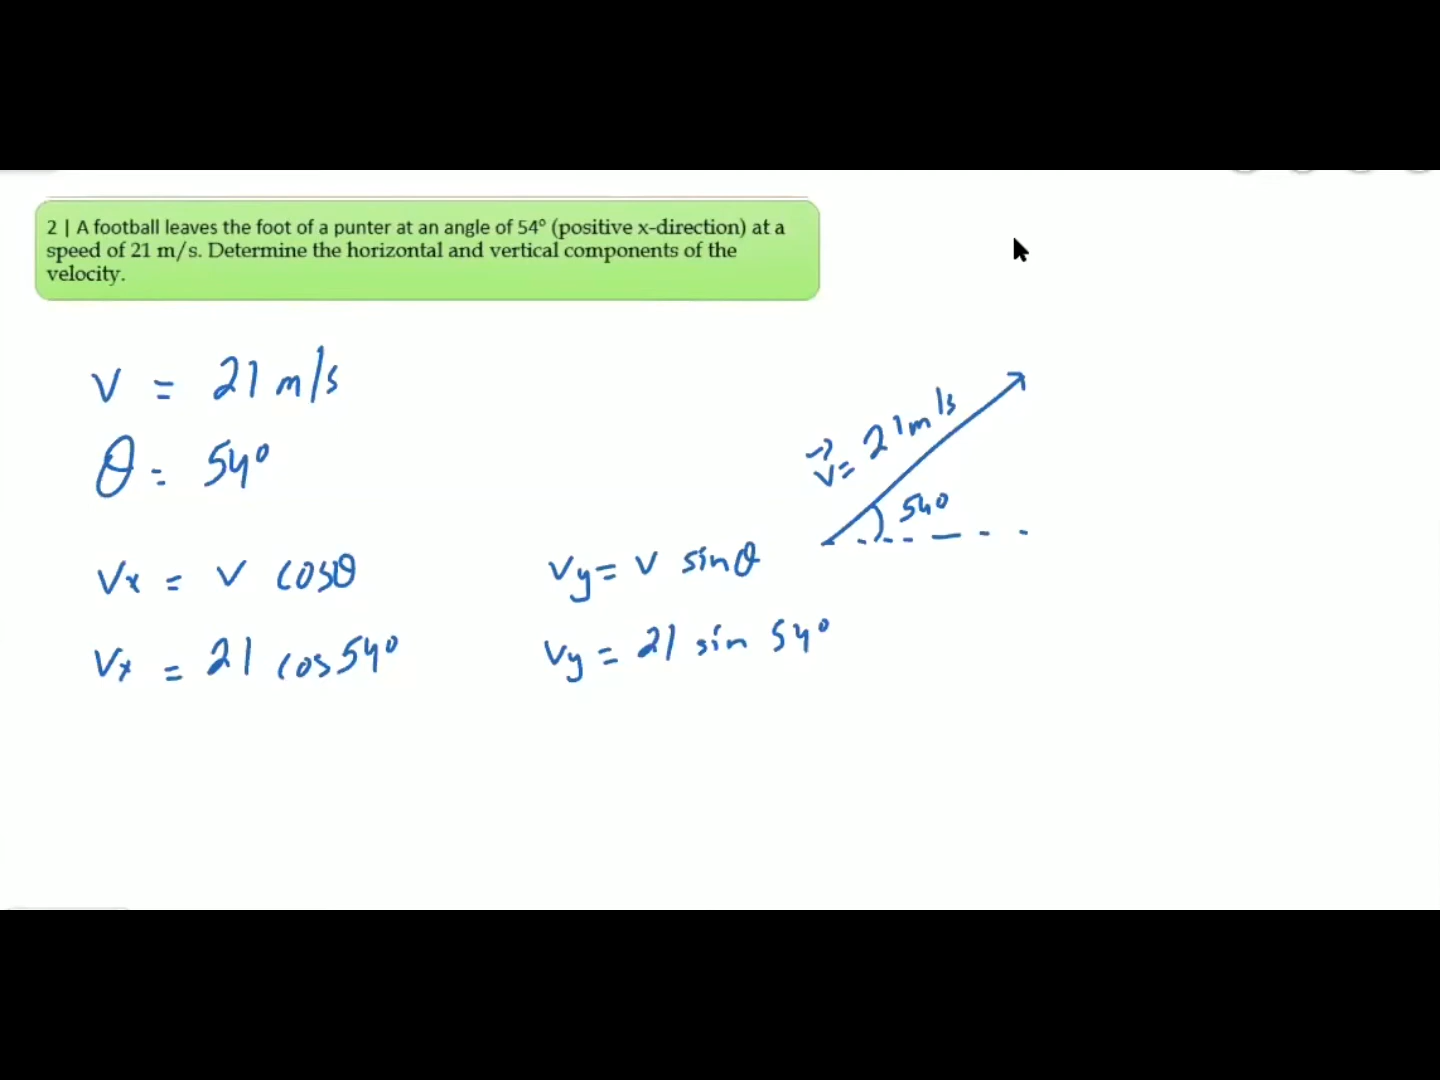 2 | A football leaves the foot of a punter at an angle of 54° (positive x-direction) at a
speed of 21 m/s. Determine the horizontal and vertical components of the
velocity.
v = 21 m/s
θ = 54°
v⃗ = 21 m/s
54°
Vx = v cosθ
Vy = v sinθ
Vx = 21 cos 54°
Vy = 21 sin 54°